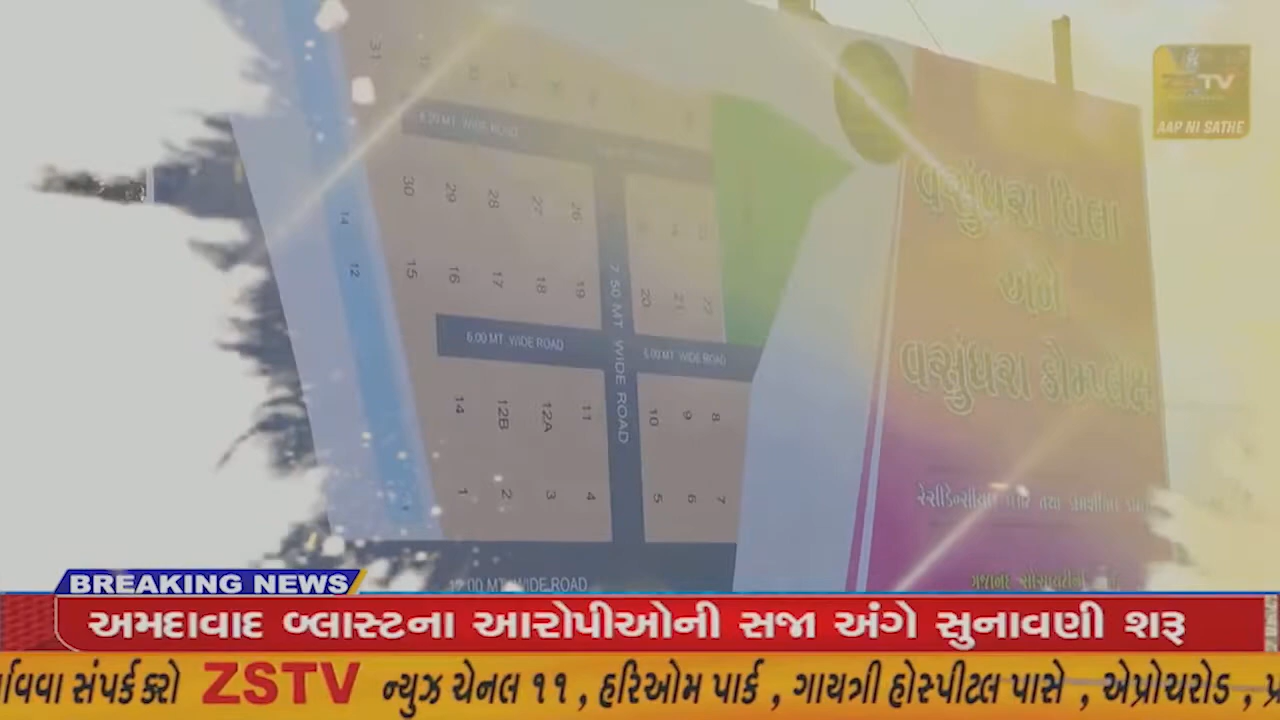 ZSTV
AAP NI SATHE
31
6.20 MT. WIDE ROAD
30 29 28 27 26
14
12
15 16 17 18 19 20 21 22
7.50 MT. WIDE ROAD
6.00 MT. WIDE ROAD 6.00 MT. WIDE ROAD
14 12B 12A 11 10 9 8
1 2 3 4 5 6 7
12.00 MT. WIDE ROAD
વસુંધરા વિલા
અને
વસુંધરા કોમ્પ્લેક્ષ
BREAKING NEWS
અમદાવાદ બ્લાસ્ટના આરોપીઓની સજા અંગે સુનાવણી શરૂ
સંપર્ક કરો ZSTV ન્યુઝ ચેનલ ૧૧ , હરિઓમ પાર્ક , ગાયત્રી હોસ્પીટલ પાસે , એપ્રોચરોડ ,